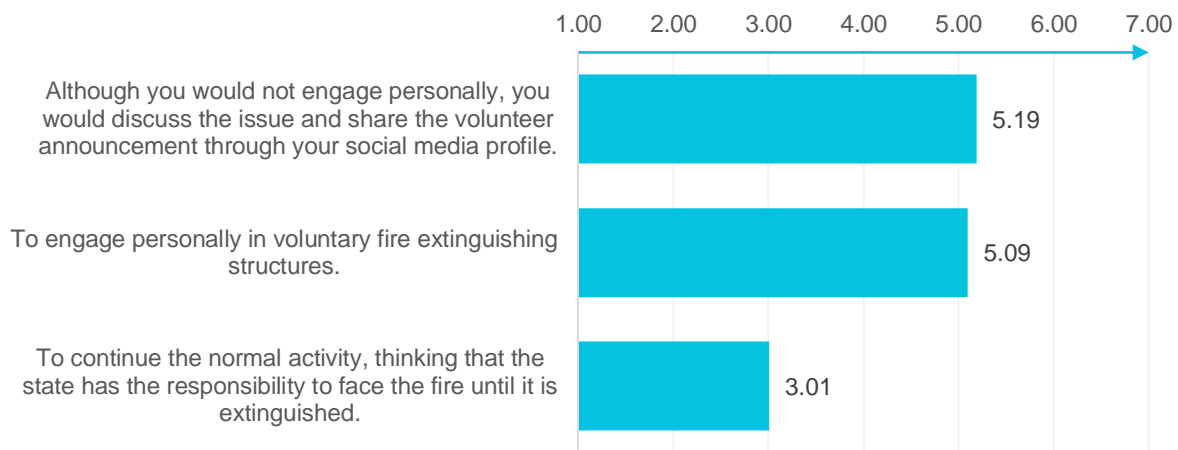 1.00 2.00 3.00 4.00 5.00 6.00 7.00
Although you would not engage personally, you
would discuss the issue and share the volunteer
announcement through your social media profile.
5.19
To engage personally in voluntary fire extinguishing
structures.
5.09
To continue the normal activity, thinking that the
state has the responsibility to face the fire until it is
extinguished.
3.01